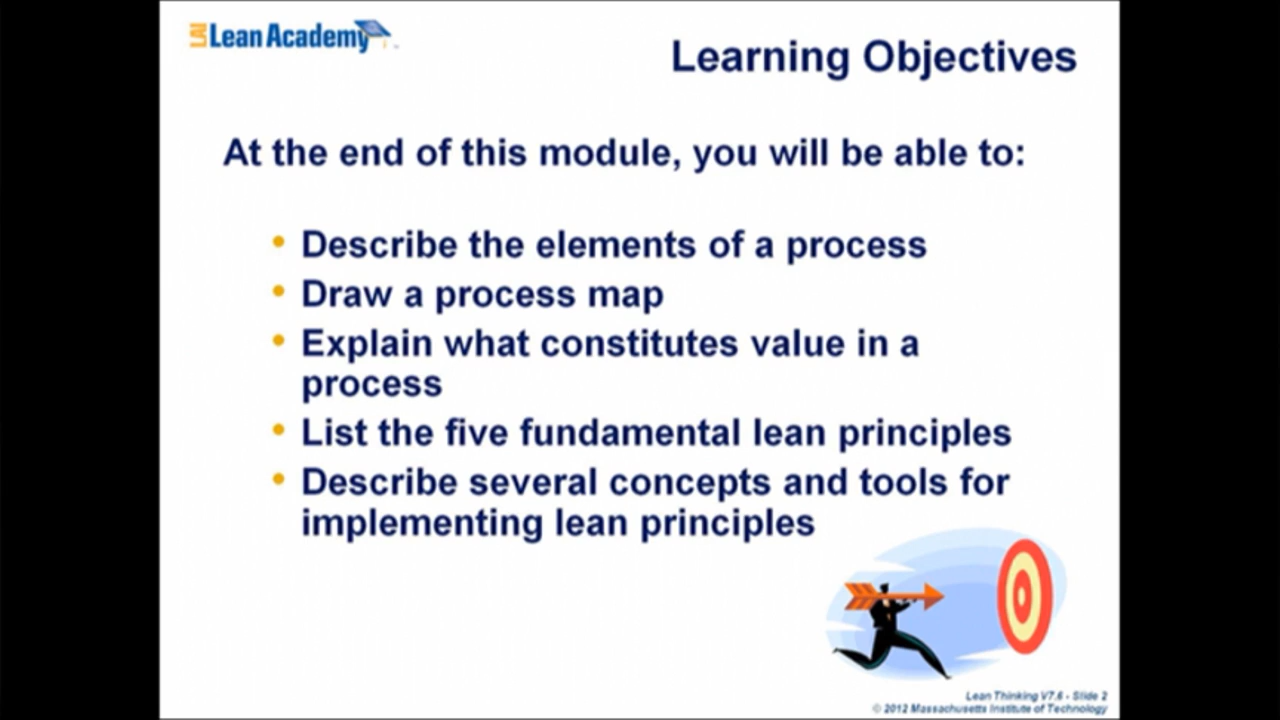 LAI Lean Academy
Learning Objectives
At the end of this module, you will be able to:
• Describe the elements of a process
• Draw a process map
• Explain what constitutes value in a
process
• List the five fundamental lean principles
• Describe several concepts and tools for
implementing lean principles
Lean Thinking V7.6 - Slide 2
© 2012 Massachusetts Institute of Technology